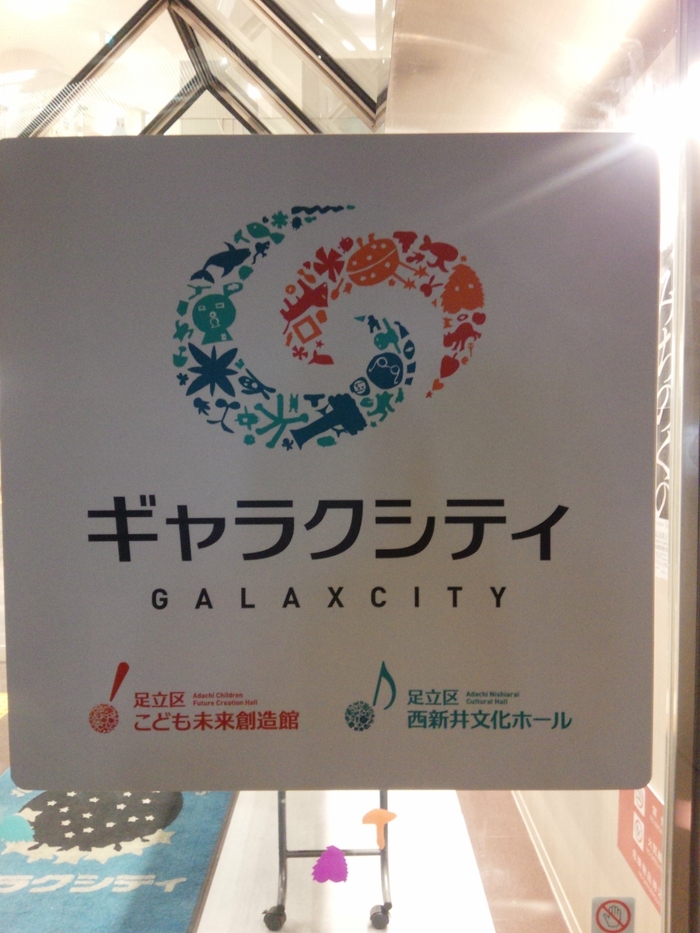 ギャラクシティ
GALAXCITY
足立区 Adachi Children
Future Creation Hall
こども未来創造館
足立区 Adachi Nishiarai
Cultural Hall
西新井文化ホール
ラクシティ